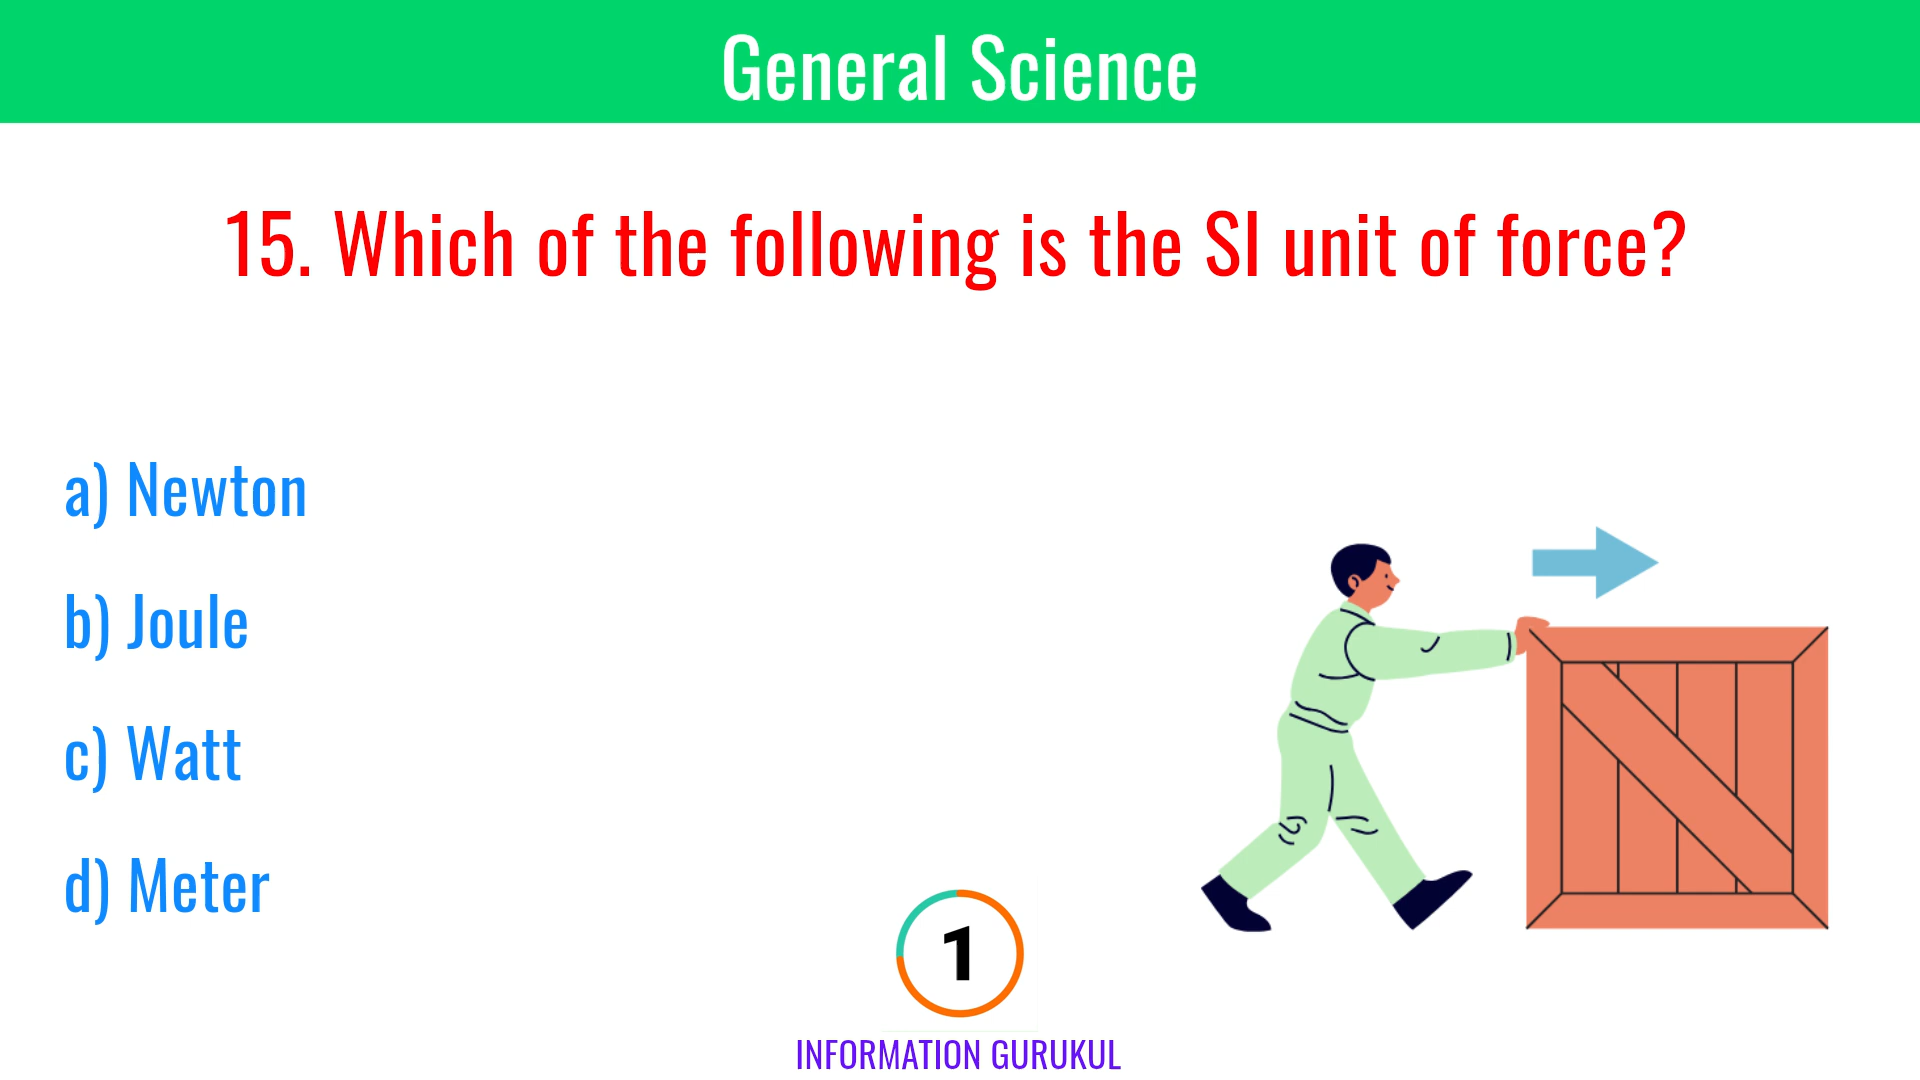 General Science
15. Which of the following is the SI unit of force?
a) Newton
b) Joule
c) Watt
d) Meter
1
INFORMATION GURUKUL